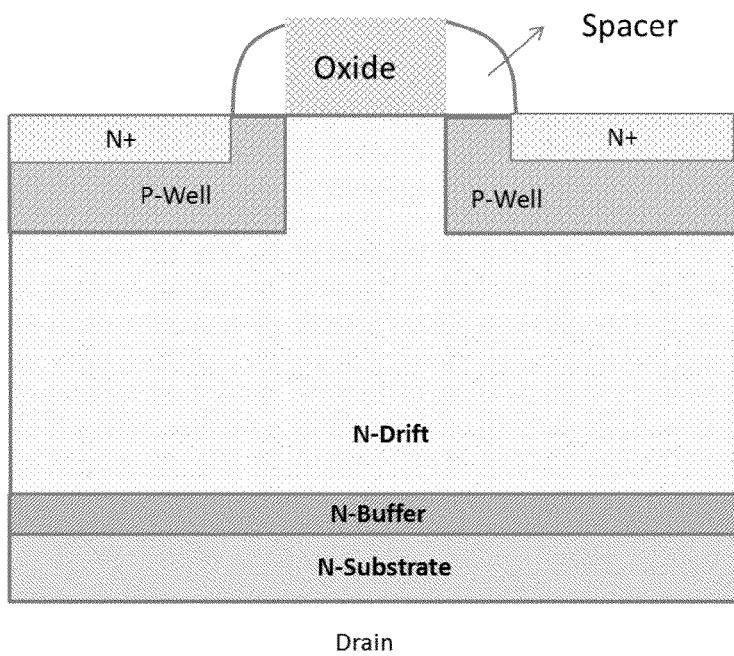 Spacer
Oxide
N+
N+
P-Well
P-Well
N-Drift
N-Buffer
N-Substrate
Drain